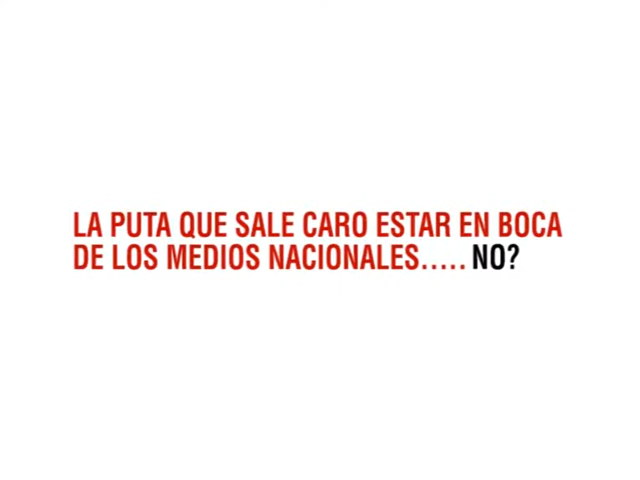 LA PUTA QUE SALE CARO ESTAR EN BOCA
DE LOS MEDIOS NACIONALES..... NO?